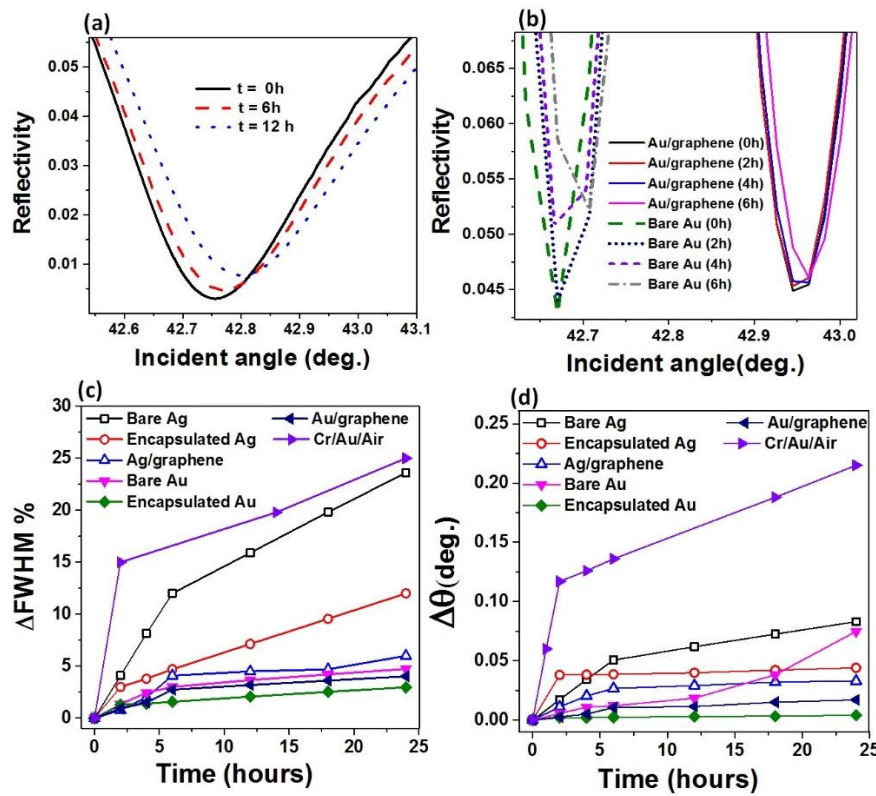 (a)
Reflectivity
0.05
0.04
0.03
0.02
0.01
t = 0h
t = 6h
t = 12 h
42.6 42.7 42.8 42.9 43.0 43.1
Incident angle (deg.)
(b)
Reflectivity
0.065
0.060
0.055
0.050
0.045
Au/graphene (0h)
Au/graphene (2h)
Au/graphene (4h)
Au/graphene (6h)
Bare Au (0h)
Bare Au (2h)
Bare Au (4h)
Bare Au (6h)
42.7 42.8 42.9 43.0
Incident angle(deg.)
(c)
ΔFWHM %
30
25
20
15
10
5
0
Bare Ag
Encapsulated Ag
Ag/graphene
Bare Au
Encapsulated Au
Au/graphene
Cr/Au/Air
0 5 10 15 20 25
Time (hours)
(d)
Δθ(deg.)
0.25
0.20
0.15
0.10
0.05
0.00
Bare Ag
Encapsulated Ag
Ag/graphene
Bare Au
Encapsulated Au
Au/graphene
Cr/Au/Air
0 5 10 15 20 25
Time (hours)